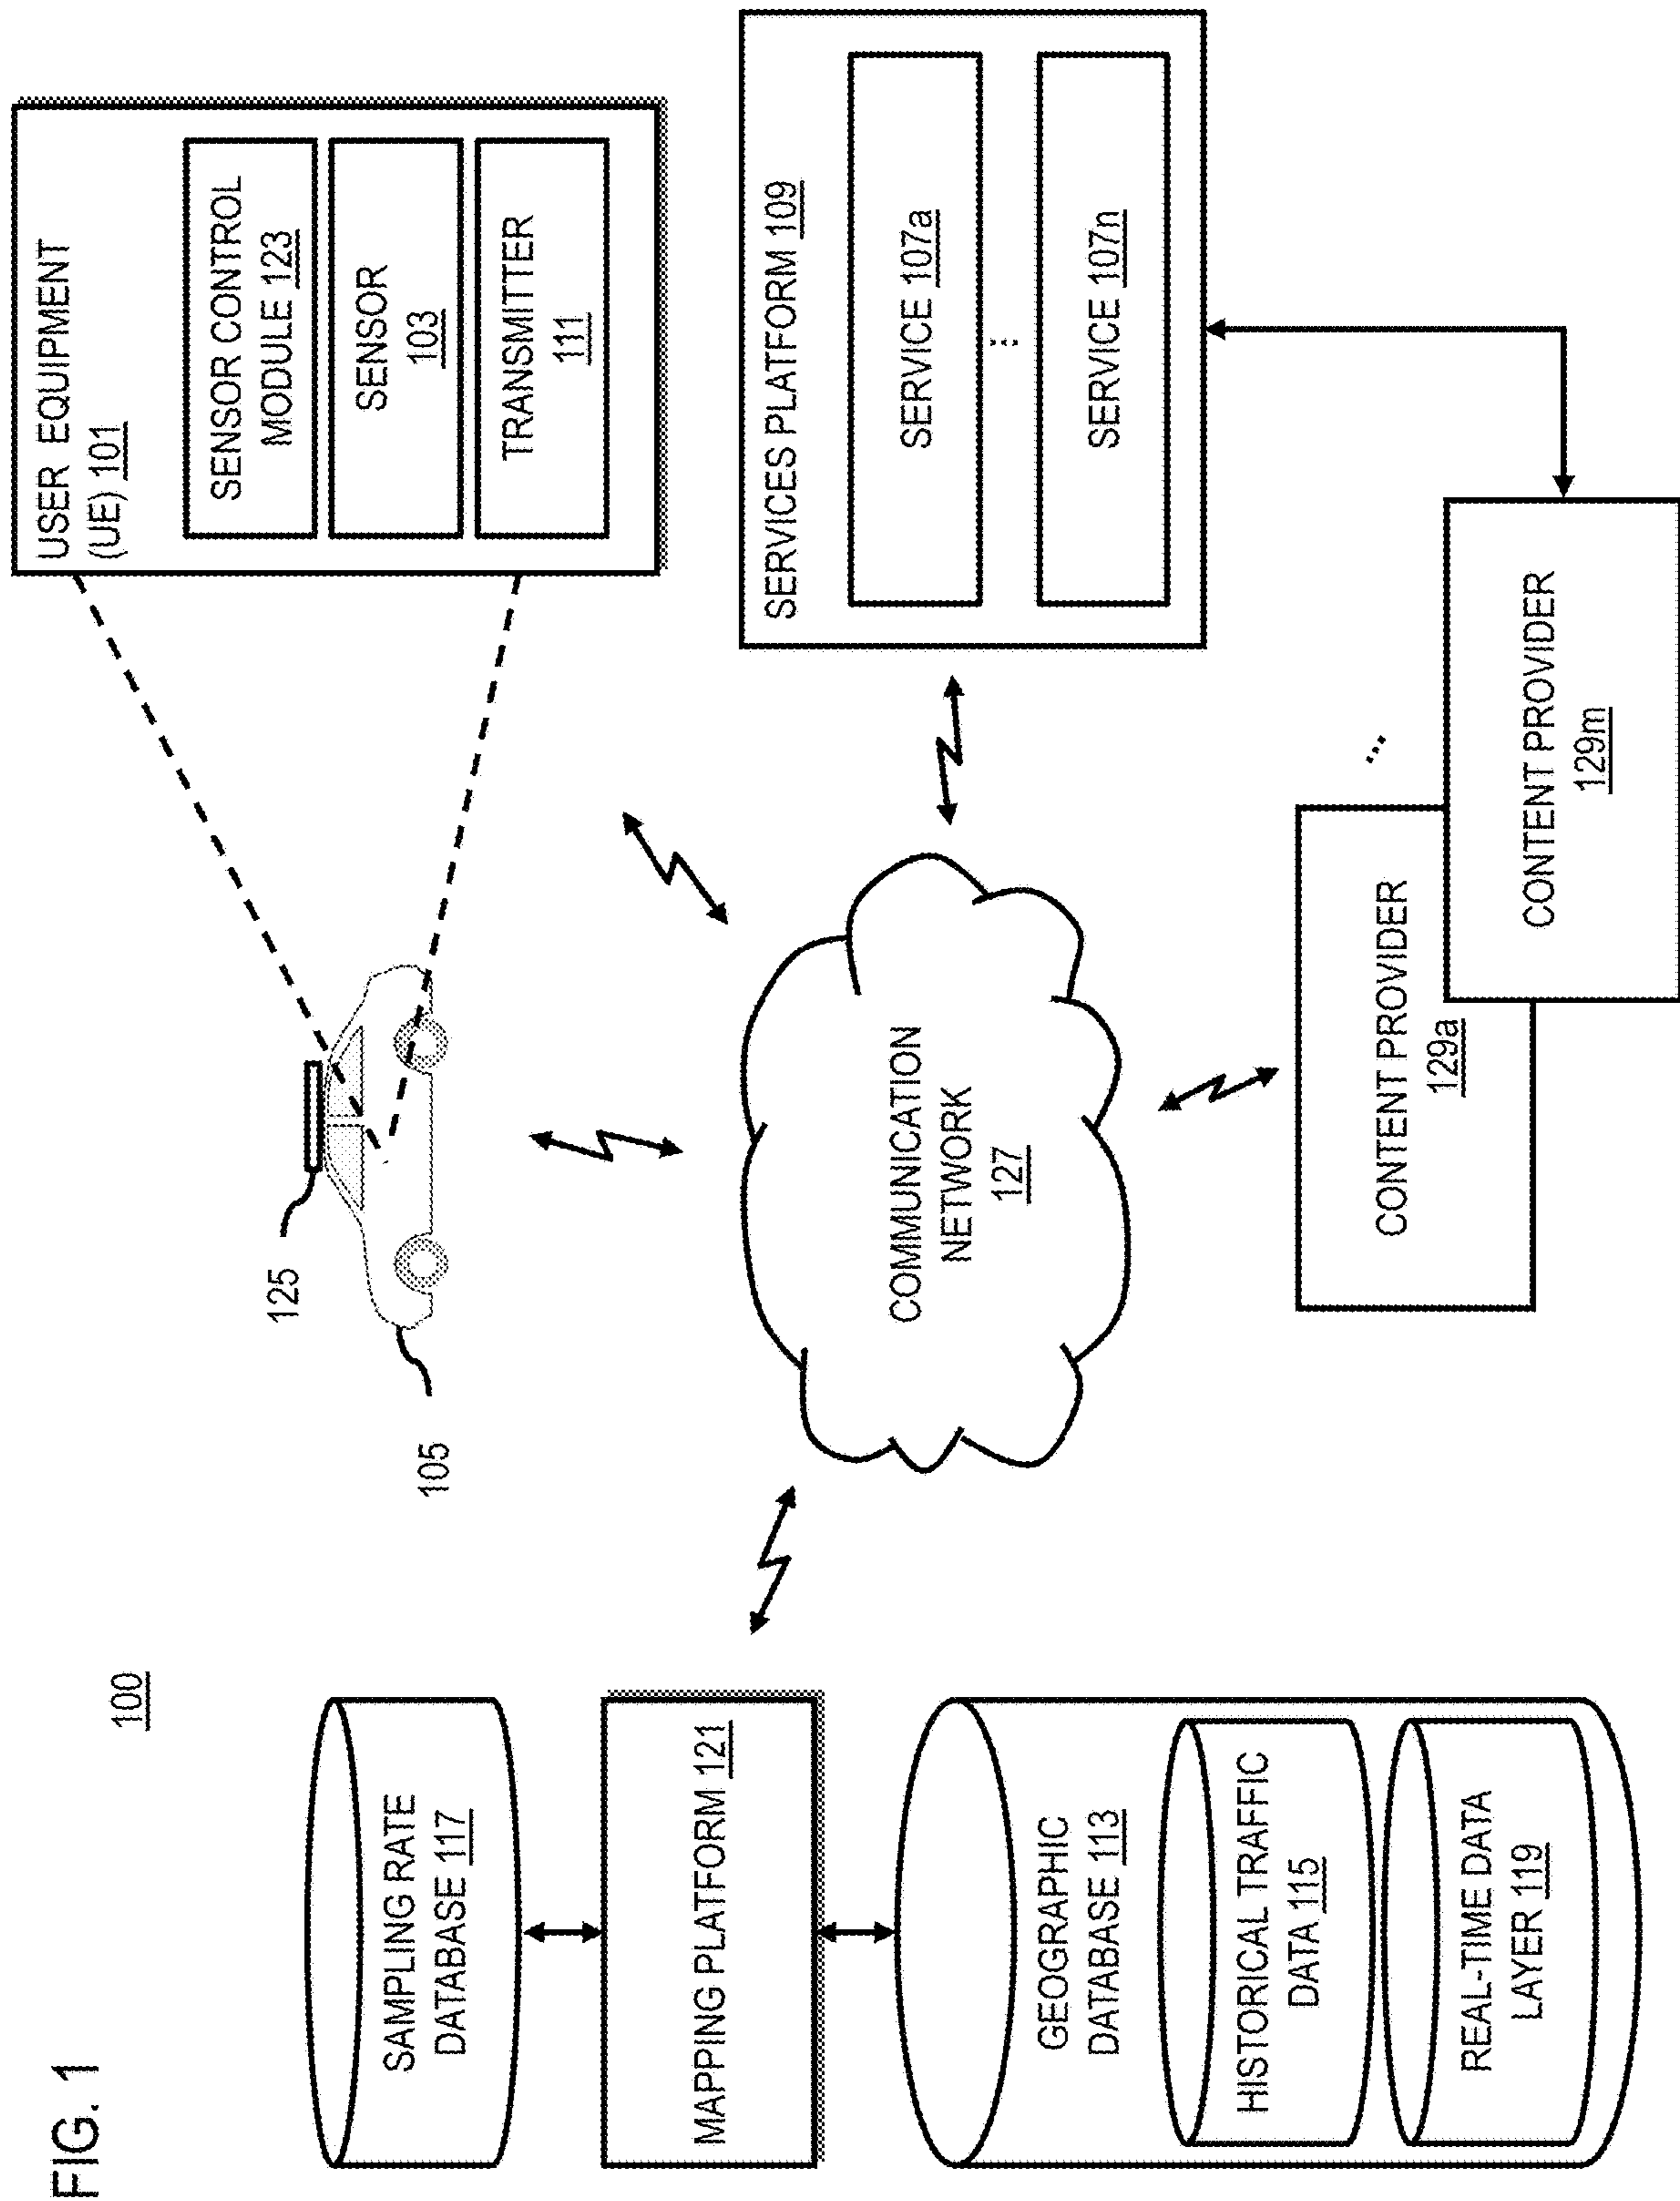 FIG. 1
100
SAMPLING RATE
DATABASE 117
MAPPING PLATFORM 121
GEOGRAPHIC
DATABASE 113
HISTORICAL TRAFFIC
DATA 115
REAL-TIME DATA
LAYER 119
125
105
COMMUNICATION
NETWORK
127
USER EQUIPMENT
(UE) 101
SENSOR CONTROL
MODULE 123
SENSOR
103
TRANSMITTER
111
SERVICES PLATFORM 109
SERVICE 107a
...
SERVICE 107n
CONTENT PROVIDER
129a
...
CONTENT PROVIDER
129m